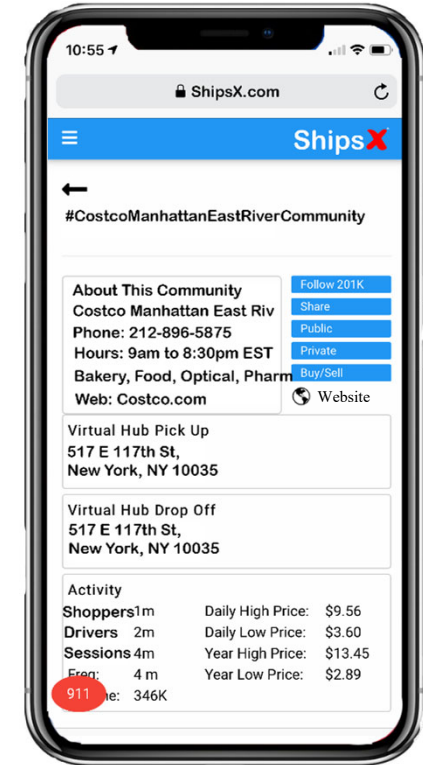 10:55
ShipsX.com
ShipsX
#CostcoManhattanEastRiverCommunity
About This Community
Costco Manhattan East Riv
Phone: 212-896-5875
Hours: 9am to 8:30pm EST
Bakery, Food, Optical, Pharm
Web: Costco.com
Follow 201K
Share
Public
Private
Buy/Sell
Website
Virtual Hub Pick Up
517 E 117th St,
New York, NY 10035
Virtual Hub Drop Off
517 E 117th St,
New York, NY 10035
Activity
Shoppers 1m Daily High Price: $9.56
Drivers 2m Daily Low Price: $3.60
Sessions 4m Year High Price: $13.45
Freq: 4 m Year Low Price: $2.89
911 346K